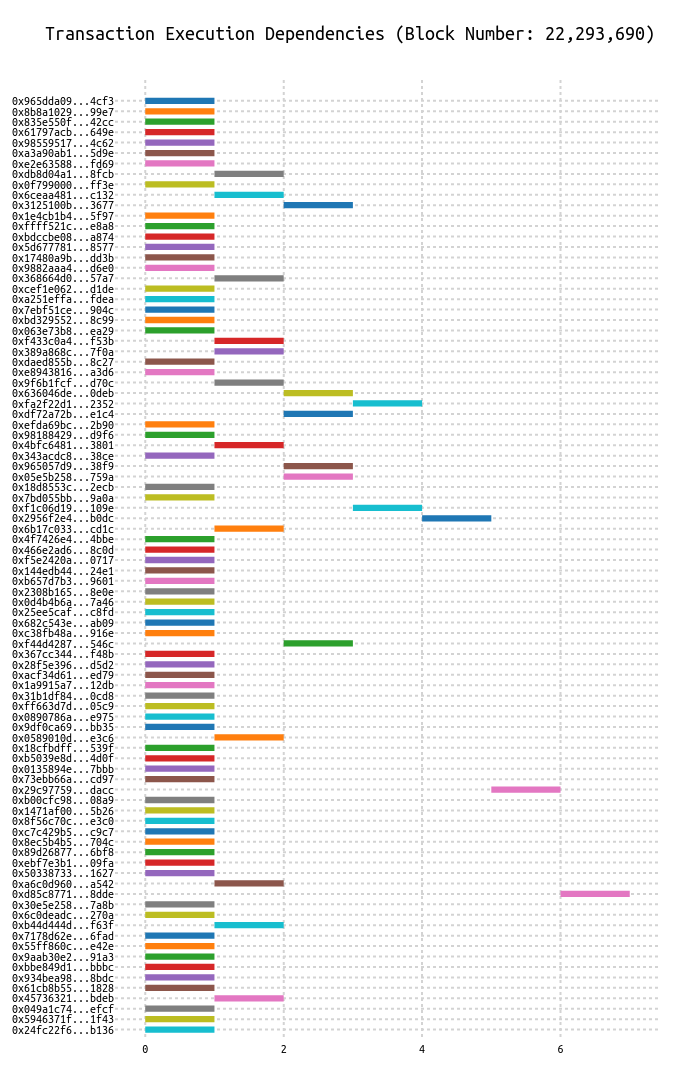 Transaction Execution Dependencies (Block Number: 22,293,690)
0x965dda09...4cf3
0x8b8a1029...99e7
0x835e550f...42cc
0x61797acb...649e
0x98559517...4c62
0xa3a90ab1...5d9e
0xe2e63588...fd69
0xdb8d04a1...8fcb
0x0f799000...ff3e
0x6ceaa481...c132
0x3125100b...3677
0x1e4cb1b4...5f97
0xffff521c...e8a8
0xbdccbe08...a874
0x5d677781...8577
0x17480a9b...dd3b
0x9882aaa4...d6e0
0x368664d0...57a7
0xcef1e062...d1de
0xa251effa...fdea
0x7ebf51ce...904c
0xbd329552...8c99
0x063e73b8...ea29
0xf433c0a4...f53b
0x389a868c...7f0a
0xdaed855b...8c27
0xe8943816...a3d6
0x9f6b1fcf...d70c
0x636046de...0deb
0xfa2f22d1...2352
0xdf72a72b...e1c4
0xefda69bc...2b90
0x98188429...d9f6
0x4bfc6481...3801
0x343acdc8...38ce
0x965057d9...38f9
0x05e5b258...759a
0x18d8553c...2ecb
0x7bd055bb...9a0a
0xf1c06d19...109e
0x2956f2e4...b0dc
0x6b17c033...cd1c
0x4f7426e4...4bbe
0x466e2ad6...8c0d
0xf5e2420a...0717
0x144edb44...24e1
0xb657d7b3...9601
0x2308b165...8e0e
0x0d4b4b6a...7a46
0x25ee5caf...c8fd
0x682c543e...ab09
0xc38fb48a...916e
0xf44d4287...546c
0x367cc344...f48b
0x28f5e396...d5d2
0xacf34d61...ed79
0x1a9915a7...12db
0x31b1df84...0cd8
0xff663d7d...05c9
0x0890786a...e975
0x9df0ca69...bb35
0x0589010d...e3c6
0x18cfbdff...539f
0xb5039e8d...4d0f
0x0135894e...7bbb
0x73ebb66a...cd97
0x29c97759...dacc
0xb00cfc98...08a9
0x1471af00...5b26
0x8f56c70c...e3c0
0xc7c429b5...c9c7
0x8ec5b4b5...704c
0x89d26877...6bf8
0xebf7e3b1...09fa
0x50338733...1627
0xa6c0d960...a542
0xd85c8771...8dde
0x30e5e258...7a8b
0x6c0deadc...270a
0xb44d444d...f63f
0x7178d62e...6fad
0x55ff860c...e42e
0x9aab30e2...91a3
0xbbe849d1...bbbc
0x934bea98...8bdc
0x61cb8b55...1828
0x45736321...bdeb
0x049a1c74...efcf
0x5946371f...1f43
0x24fc22f6...b136
0 2 4 6